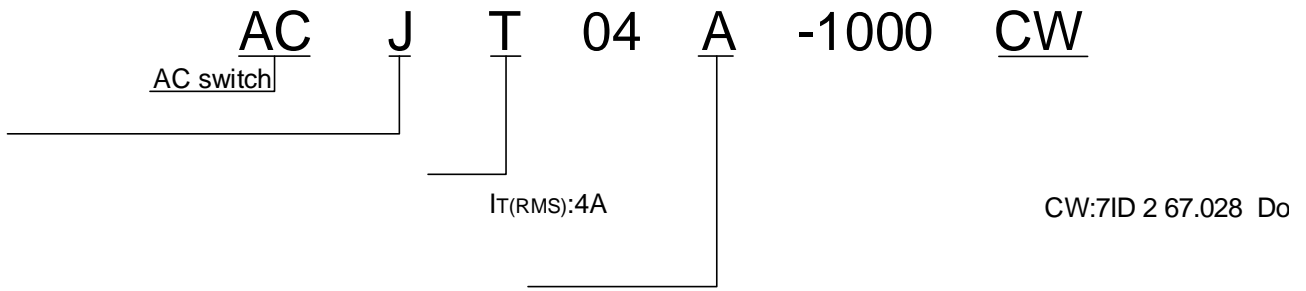 AC J T 04 A -1000 CW
AC switch
IT(RMS):4A
CW:7ID 2 67.028 Do